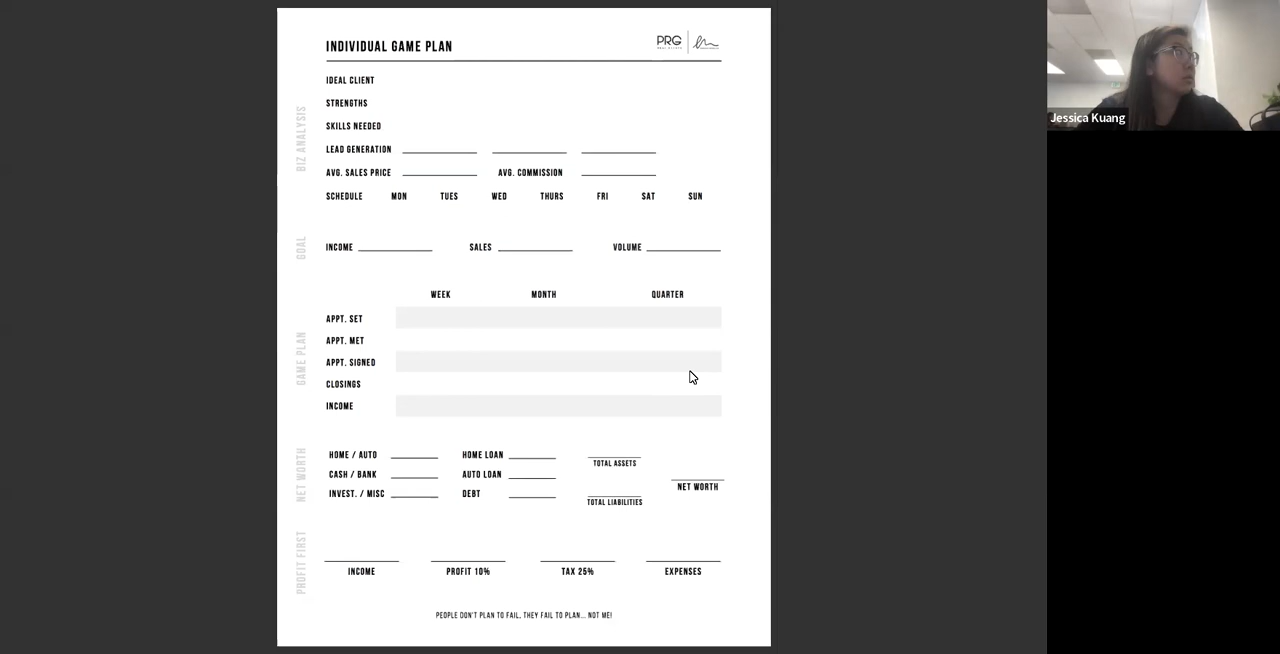 INDIVIDUAL GAME PLAN
PRG
REAL ESTATE
BIZ ANALYSIS
IDEAL CLIENT
STRENGTHS
SKILLS NEEDED
LEAD GENERATION
AVG. SALES PRICE AVG. COMMISSION
SCHEDULE MON TUES WED THURS FRI SAT SUN
GOAL
INCOME SALES VOLUME
GAME PLAN
WEEK MONTH QUARTER
APPT. SET
APPT. MET
APPT. SIGNED
CLOSINGS
INCOME
NET WORTH
HOME / AUTO HOME LOAN TOTAL ASSETS
CASH / BANK AUTO LOAN NET WORTH
INVEST. / MISC DEBT TOTAL LIABILITIES
PROFIT FIRST
INCOME PROFIT 10% TAX 25% EXPENSES
PEOPLE DON'T PLAN TO FAIL, THEY FAIL TO PLAN... NOT ME!
Jessica Kuang